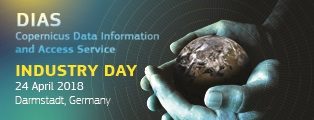 DIAS
Copernicus Data Information
and Access Service
INDUSTRY DAY
24 April 2018
Darmstadt, Germany